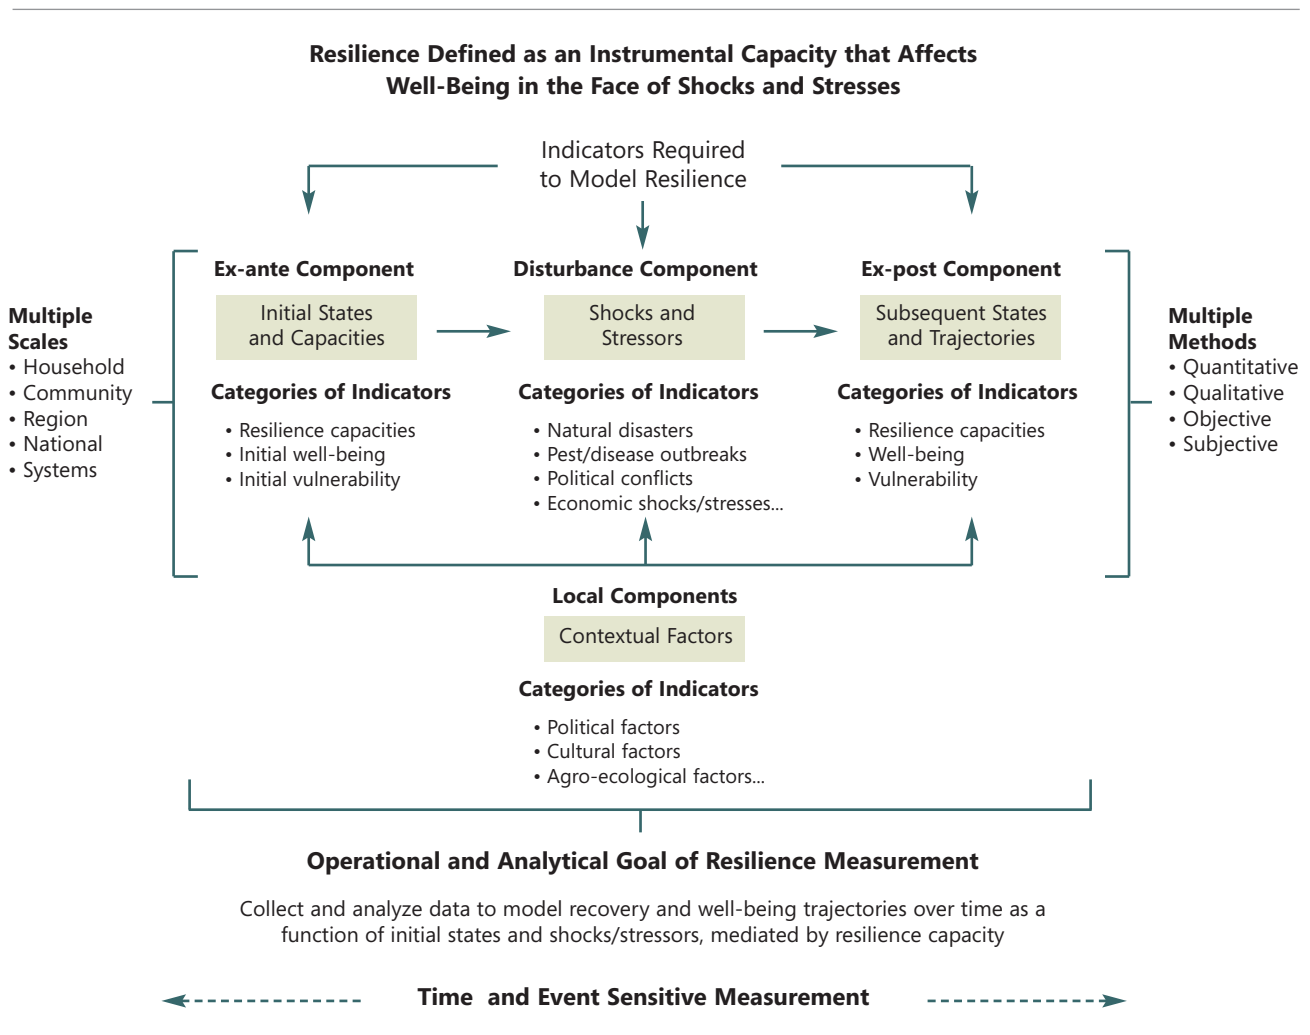 Resilience Defined as an Instrumental Capacity that Affects
Well-Being in the Face of Shocks and Stresses
Indicators Required
to Model Resilience
Multiple
Scales
• Household
• Community
• Region
• National
• Systems
Ex-ante Component
Initial States
and Capacities
Categories of Indicators
• Resilience capacities
• Initial well-being
• Initial vulnerability
Disturbance Component
Shocks and
Stressors
Categories of Indicators
• Natural disasters
• Pest/disease outbreaks
• Political conflicts
• Economic shocks/stresses...
Ex-post Component
Subsequent States
and Trajectories
Categories of Indicators
• Resilience capacities
• Well-being
• Vulnerability
Multiple
Methods
• Quantitative
• Qualitative
• Objective
• Subjective
Local Components
Contextual Factors
Categories of Indicators
• Political factors
• Cultural factors
• Agro-ecological factors...
Operational and Analytical Goal of Resilience Measurement
Collect and analyze data to model recovery and well-being trajectories over time as a
function of initial states and shocks/stressors, mediated by resilience capacity
Time and Event Sensitive Measurement